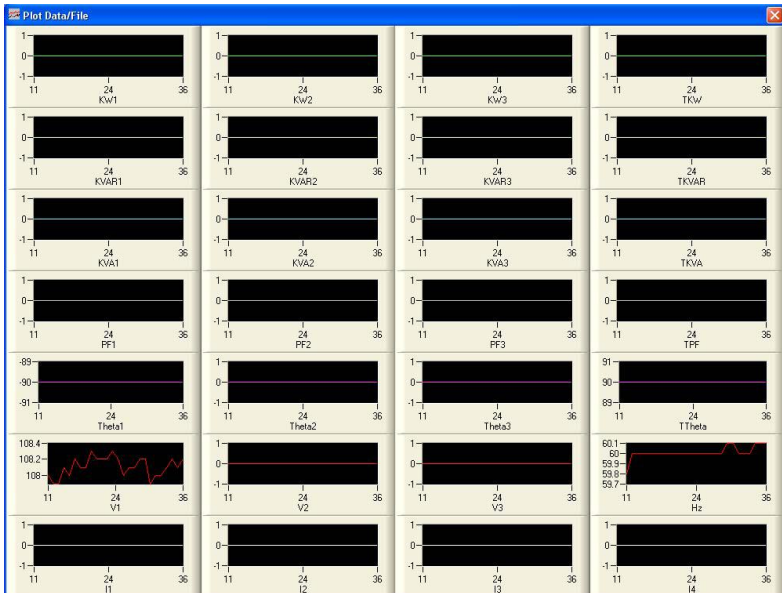 Plot Data/File
1 1 1 1
0 0 0 0
-1 -1 -1 -1
11 24 36 11 24 36 11 24 36 11 24 36
KW1 KW2 KW3 TKW
1 1 1 1
0 0 0 0
-1 -1 -1 -1
11 24 36 11 24 36 11 24 36 11 24 36
KVAR1 KVAR2 KVAR3 TKVAR
1 1 1 1
0 0 0 0
-1 -1 -1 -1
11 24 36 11 24 36 11 24 36 11 24 36
KVA1 KVA2 KVA3 TKVA
1 1 1 1
0 0 0 0
-1 -1 -1 -1
11 24 36 11 24 36 11 24 36 11 24 36
PF1 PF2 PF3 TPF
-89 1 1 91
-90 0 0 90
-91 -1 -1 89
11 24 36 11 24 36 11 24 36 11 24 36
Theta1 Theta2 Theta3 TTheta
108.4 1 1 60.1
108.2 0 0 60
108 -1 -1 59.9
59.8
59.7
11 24 36 11 24 36 11 24 36 11 24 36
V1 V2 V3 Hz
1 1 1 1
0 0 0 0
-1 -1 -1 -1
11 24 36 11 24 36 11 24 36 11 24 36
I1 I2 I3 I4